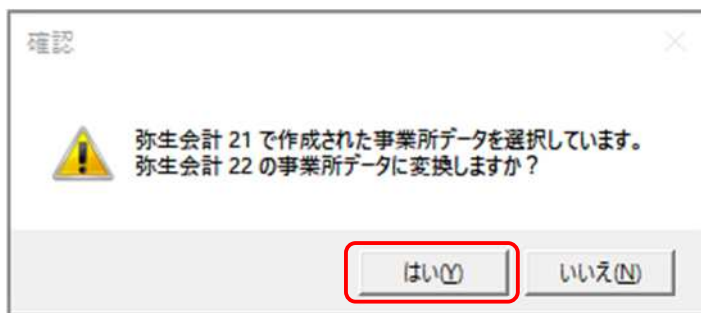 確認
弥生会計 21 で作成された事業所データを選択しています。
弥生会計 22 の事業所データに変換しますか？
はい(Y)
いいえ(N)